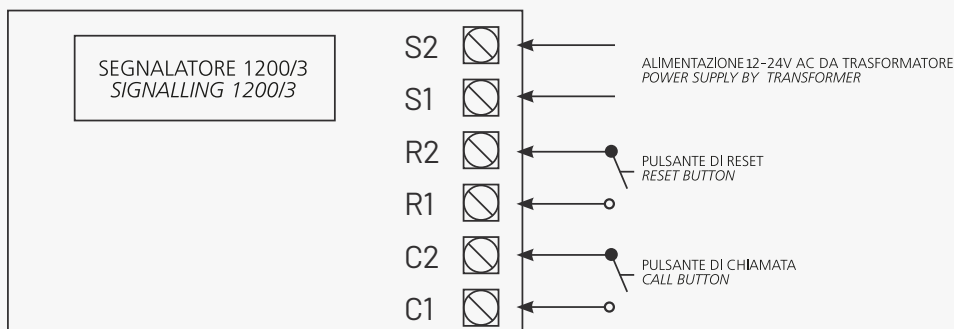 SEGNALATORE 1200/3
SIGNALLING 1200/3
S2
S1
R2
R1
C2
C1
ALIMENTAZIONE 12-24V AC DA TRASFORMATORE
POWER SUPPLY BY TRANSFORMER
PULSANTE DI RESET
RESET BUTTON
PULSANTE DI CHIAMATA
CALL BUTTON